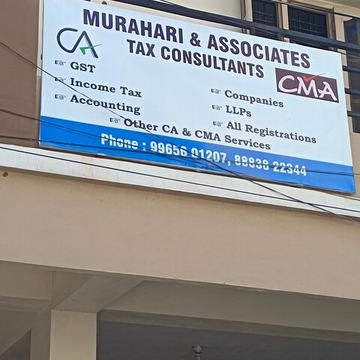 MURAHARI & ASSOCIATES
TAX CONSULTANTS
CA
GST
Income Tax
Accounting
CMA
Companies
LLPs
All Registrations
Other CA & CMA Services
Phone : 99656 01207, 98838 22344